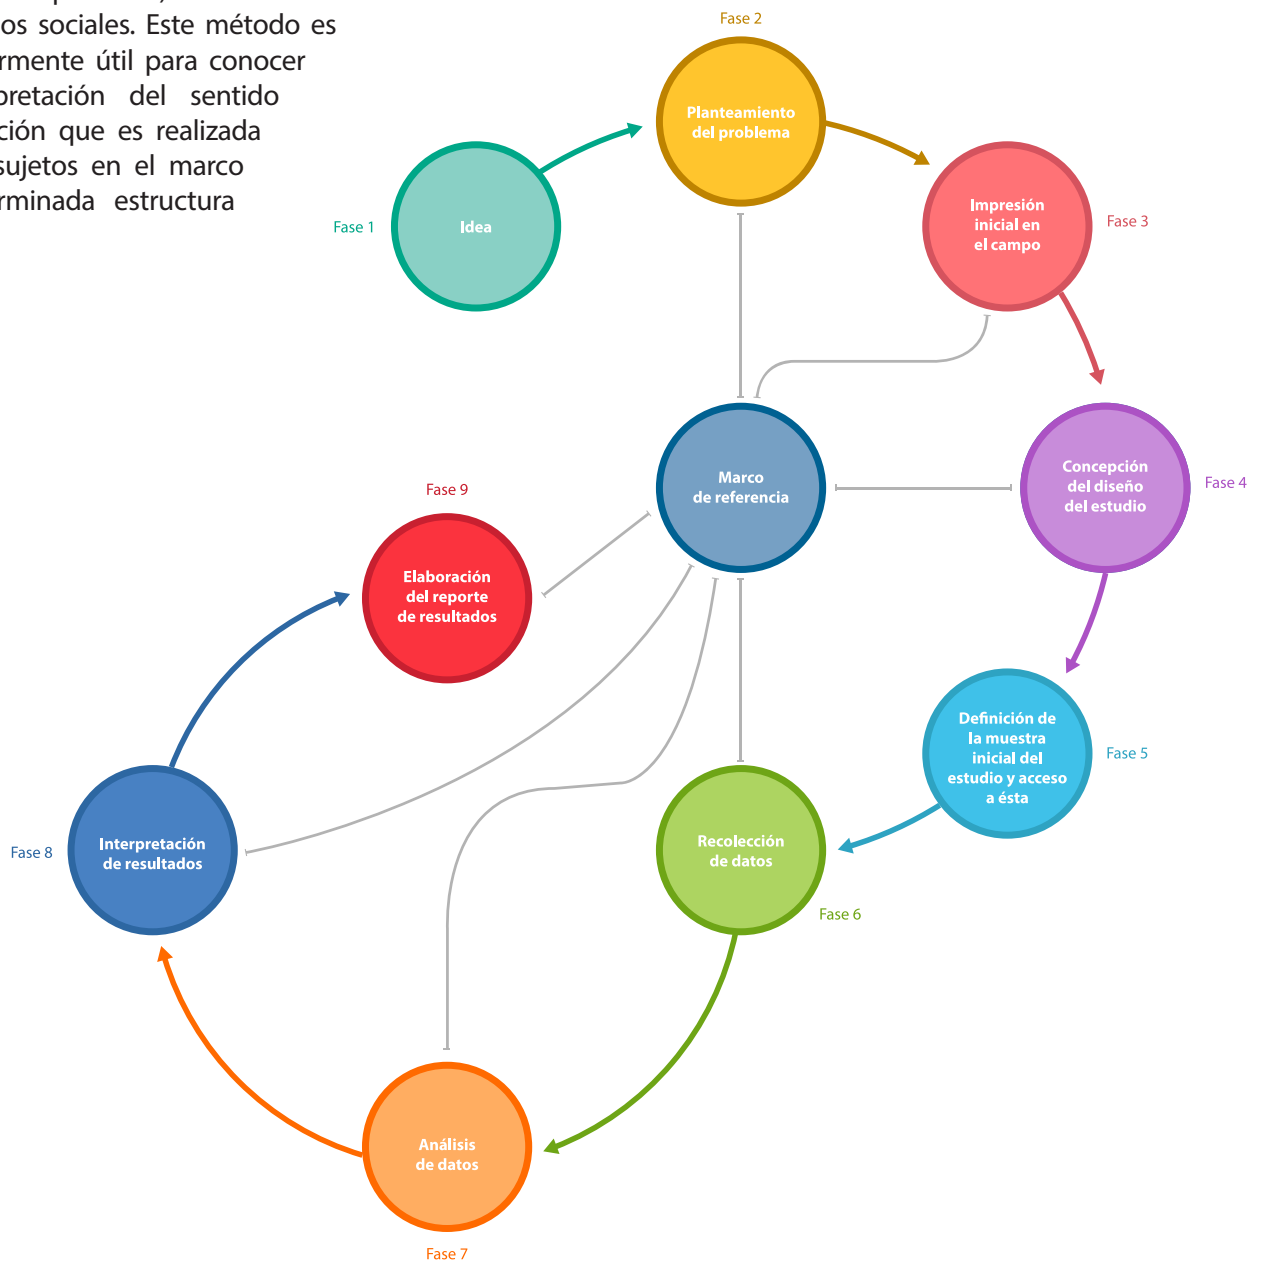 os sociales. Este método es
útil para conocer
del sentido
que es realizada
sujetos en el marco
estructura
Fase 1
Idea
Fase 2
Planteamiento
del problema
Impresión
inicial en
el campo
Fase 3
Marco
de referencia
Concepción
del diseño
del estudio
Fase 4
Fase 9
Elaboración
del reporte
de resultados
Definición de
la muestra
inicial del
estudio y acceso
a ésta
Fase 5
Recolección
de datos
Fase 6
Fase 8
Interpretación
de resultados
Análisis
de datos
Fase 7